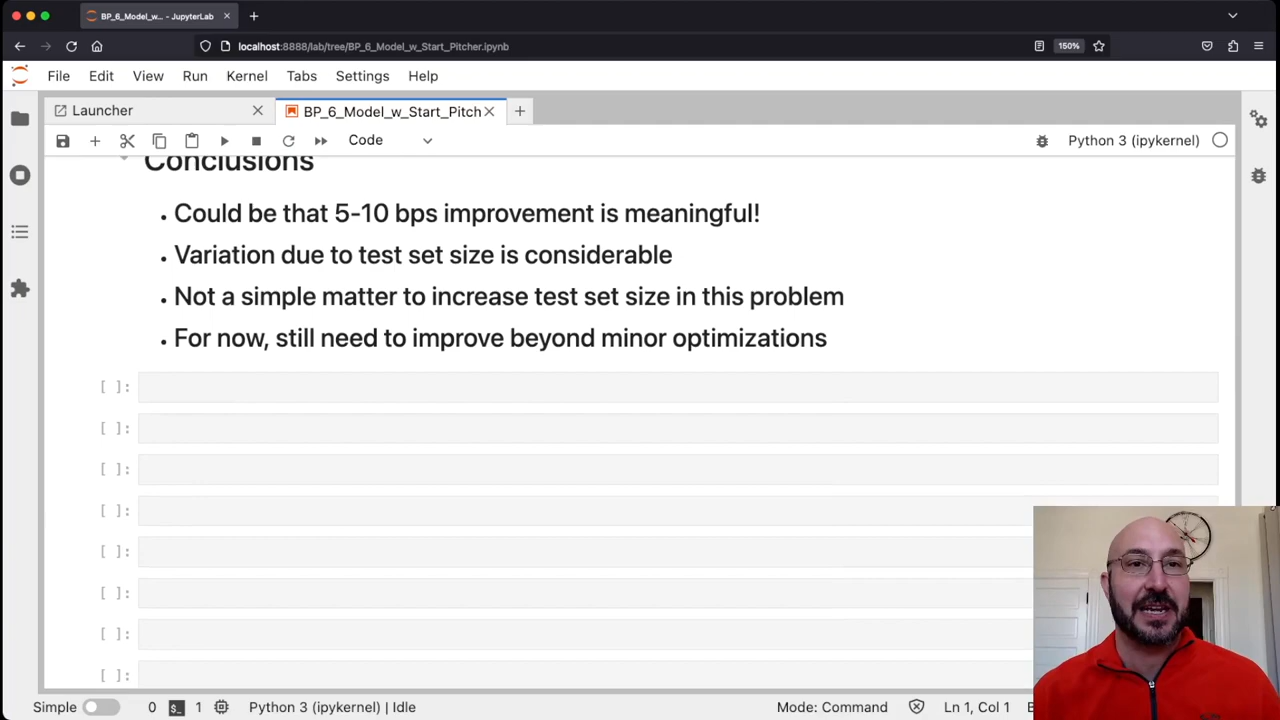 BP_6_Model_w... - JupyterLab
localhost:8888/lab/tree/BP_6_Model_w_Start_Pitcher.ipynb
150%
File Edit View Run Kernel Tabs Settings Help
Launcher
BP_6_Model_w_Start_Pitch
Code
Python 3 (ipykernel)
Conclusions
• Could be that 5-10 bps improvement is meaningful!
• Variation due to test set size is considerable
• Not a simple matter to increase test set size in this problem
• For now, still need to improve beyond minor optimizations
[ ]:
[ ]:
[ ]:
[ ]:
[ ]:
[ ]:
[ ]:
[ ]:
Simple 0 $_ 1 Python 3 (ipykernel) | Idle Mode: Command Ln 1, Col 1